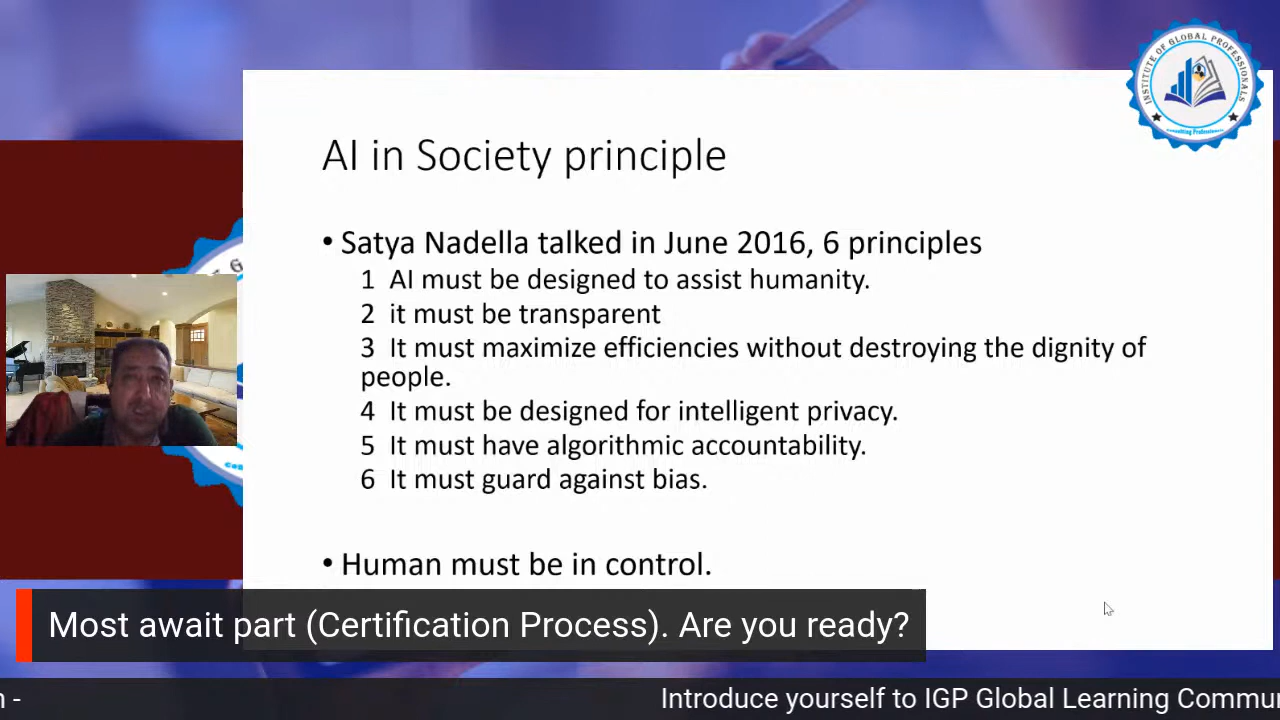 INSTITUTE OF GLOBAL PROFESSIONALS
Consulting Professionals
AI in Society principle
• Satya Nadella talked in June 2016, 6 principles
1 AI must be designed to assist humanity.
2 it must be transparent
3 It must maximize efficiencies without destroying the dignity of
people.
4 It must be designed for intelligent privacy.
5 It must have algorithmic accountability.
6 It must guard against bias.
• Human must be in control.
Most await part (Certification Process). Are you ready?
Introduce yourself to IGP Global Learning